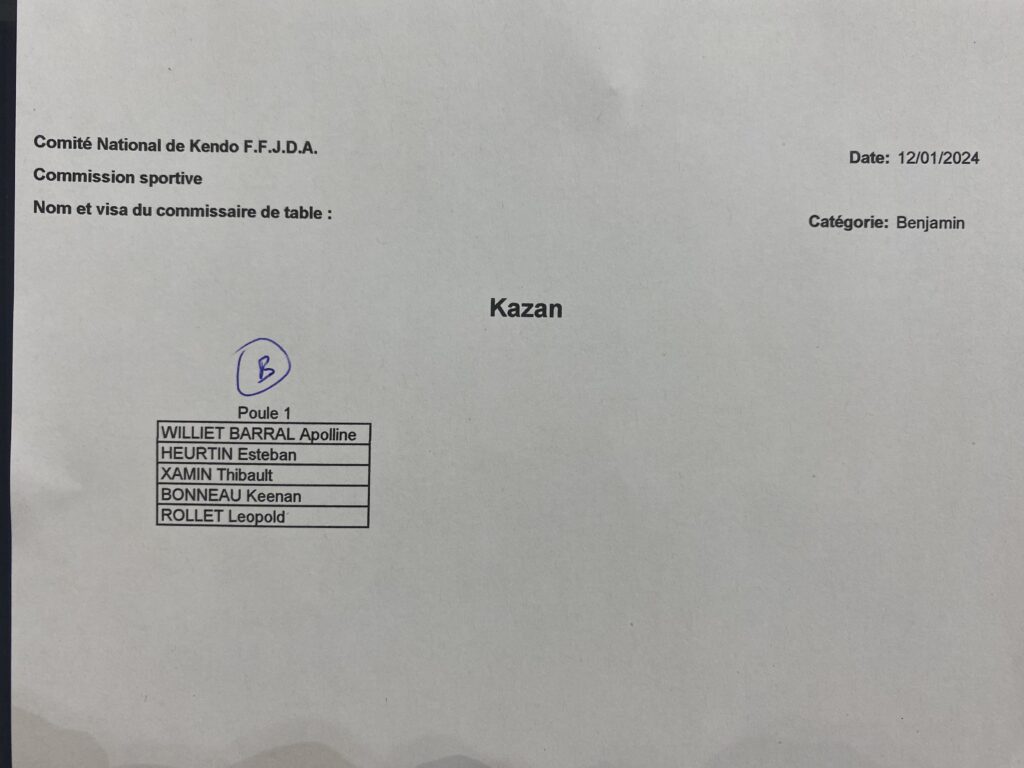 Comité National de Kendo F.F.J.D.A.
Date: 12/01/2024
Commission sportive
Nom et visa du commissaire de table :
Catégorie: Benjamin
Kazan
B
Poule 1
WILLIET BARRAL Apolline
HEURTIN Esteban
XAMIN Thibault
BONNEAU Keenan
ROLLET Leopold